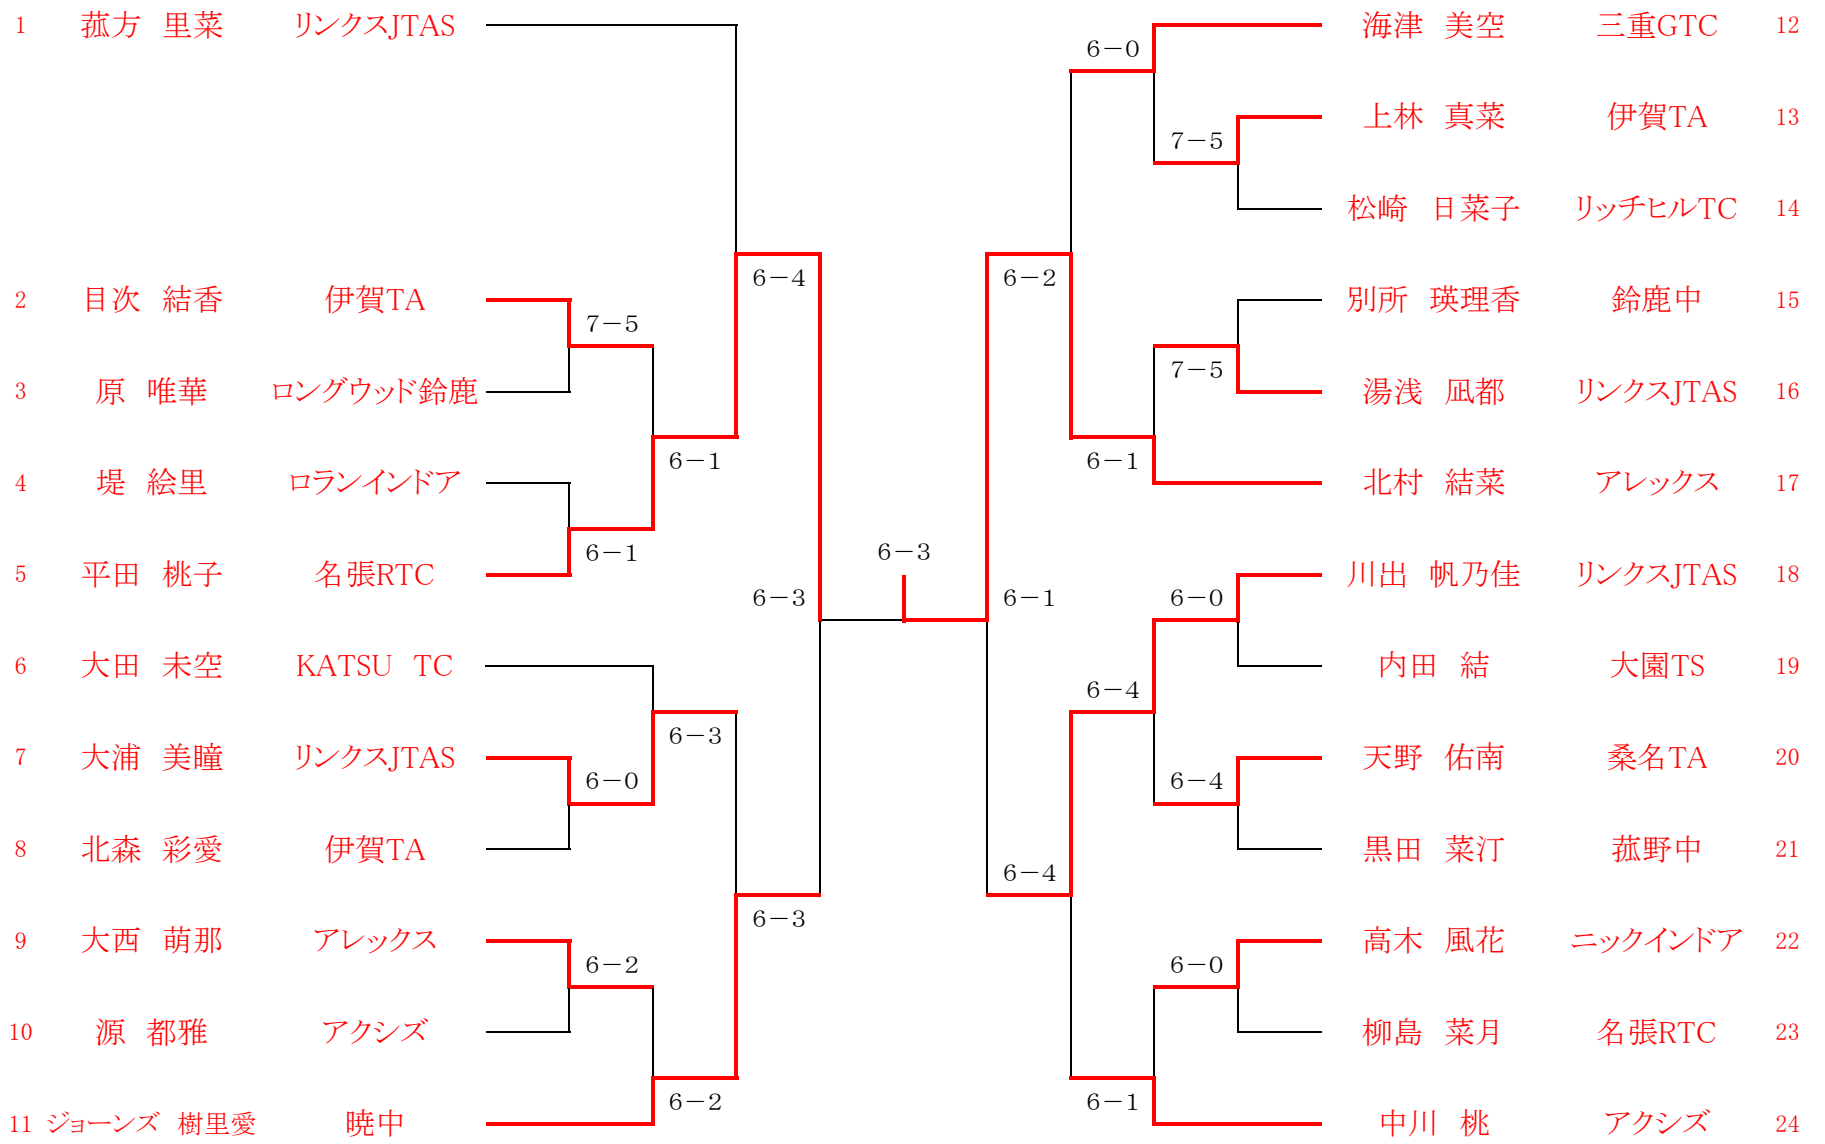 1 菰方 里菜 リンクスJTAS
2 目次 結香 伊賀TA
7-5
3 原 唯華 ロングウッド鈴鹿
6-4
4 堤 絵里 ロランインドア
6-1
5 平田 桃子 名張RTC
6-1
6-3
6 大田 未空 KATSU TC
6-3
7 大浦 美瞳 リンクスJTAS
6-0
8 北森 彩愛 伊賀TA
6-3
9 大西 萌那 アレックス
6-2
10 源 都雅 アクシズ
6-2
11 ジョーンズ 樹里愛 暁中
6-3
海津 美空 三重GTC 12
6-0
上林 真菜 伊賀TA 13
7-5
松崎 日菜子 リッチヒルTC 14
6-2
別所 瑛理香 鈴鹿中 15
7-5
湯浅 凪都 リンクスJTAS 16
6-1
北村 結菜 アレックス 17
川出 帆乃佳 リンクスJTAS 18
6-1
6-0
内田 結 大園TS 19
6-4
天野 佑南 桑名TA 20
6-4
黒田 菜汀 菰野中 21
6-4
高木 風花 ニックインドア 22
6-0
柳島 菜月 名張RTC 23
6-1
中川 桃 アクシズ 24